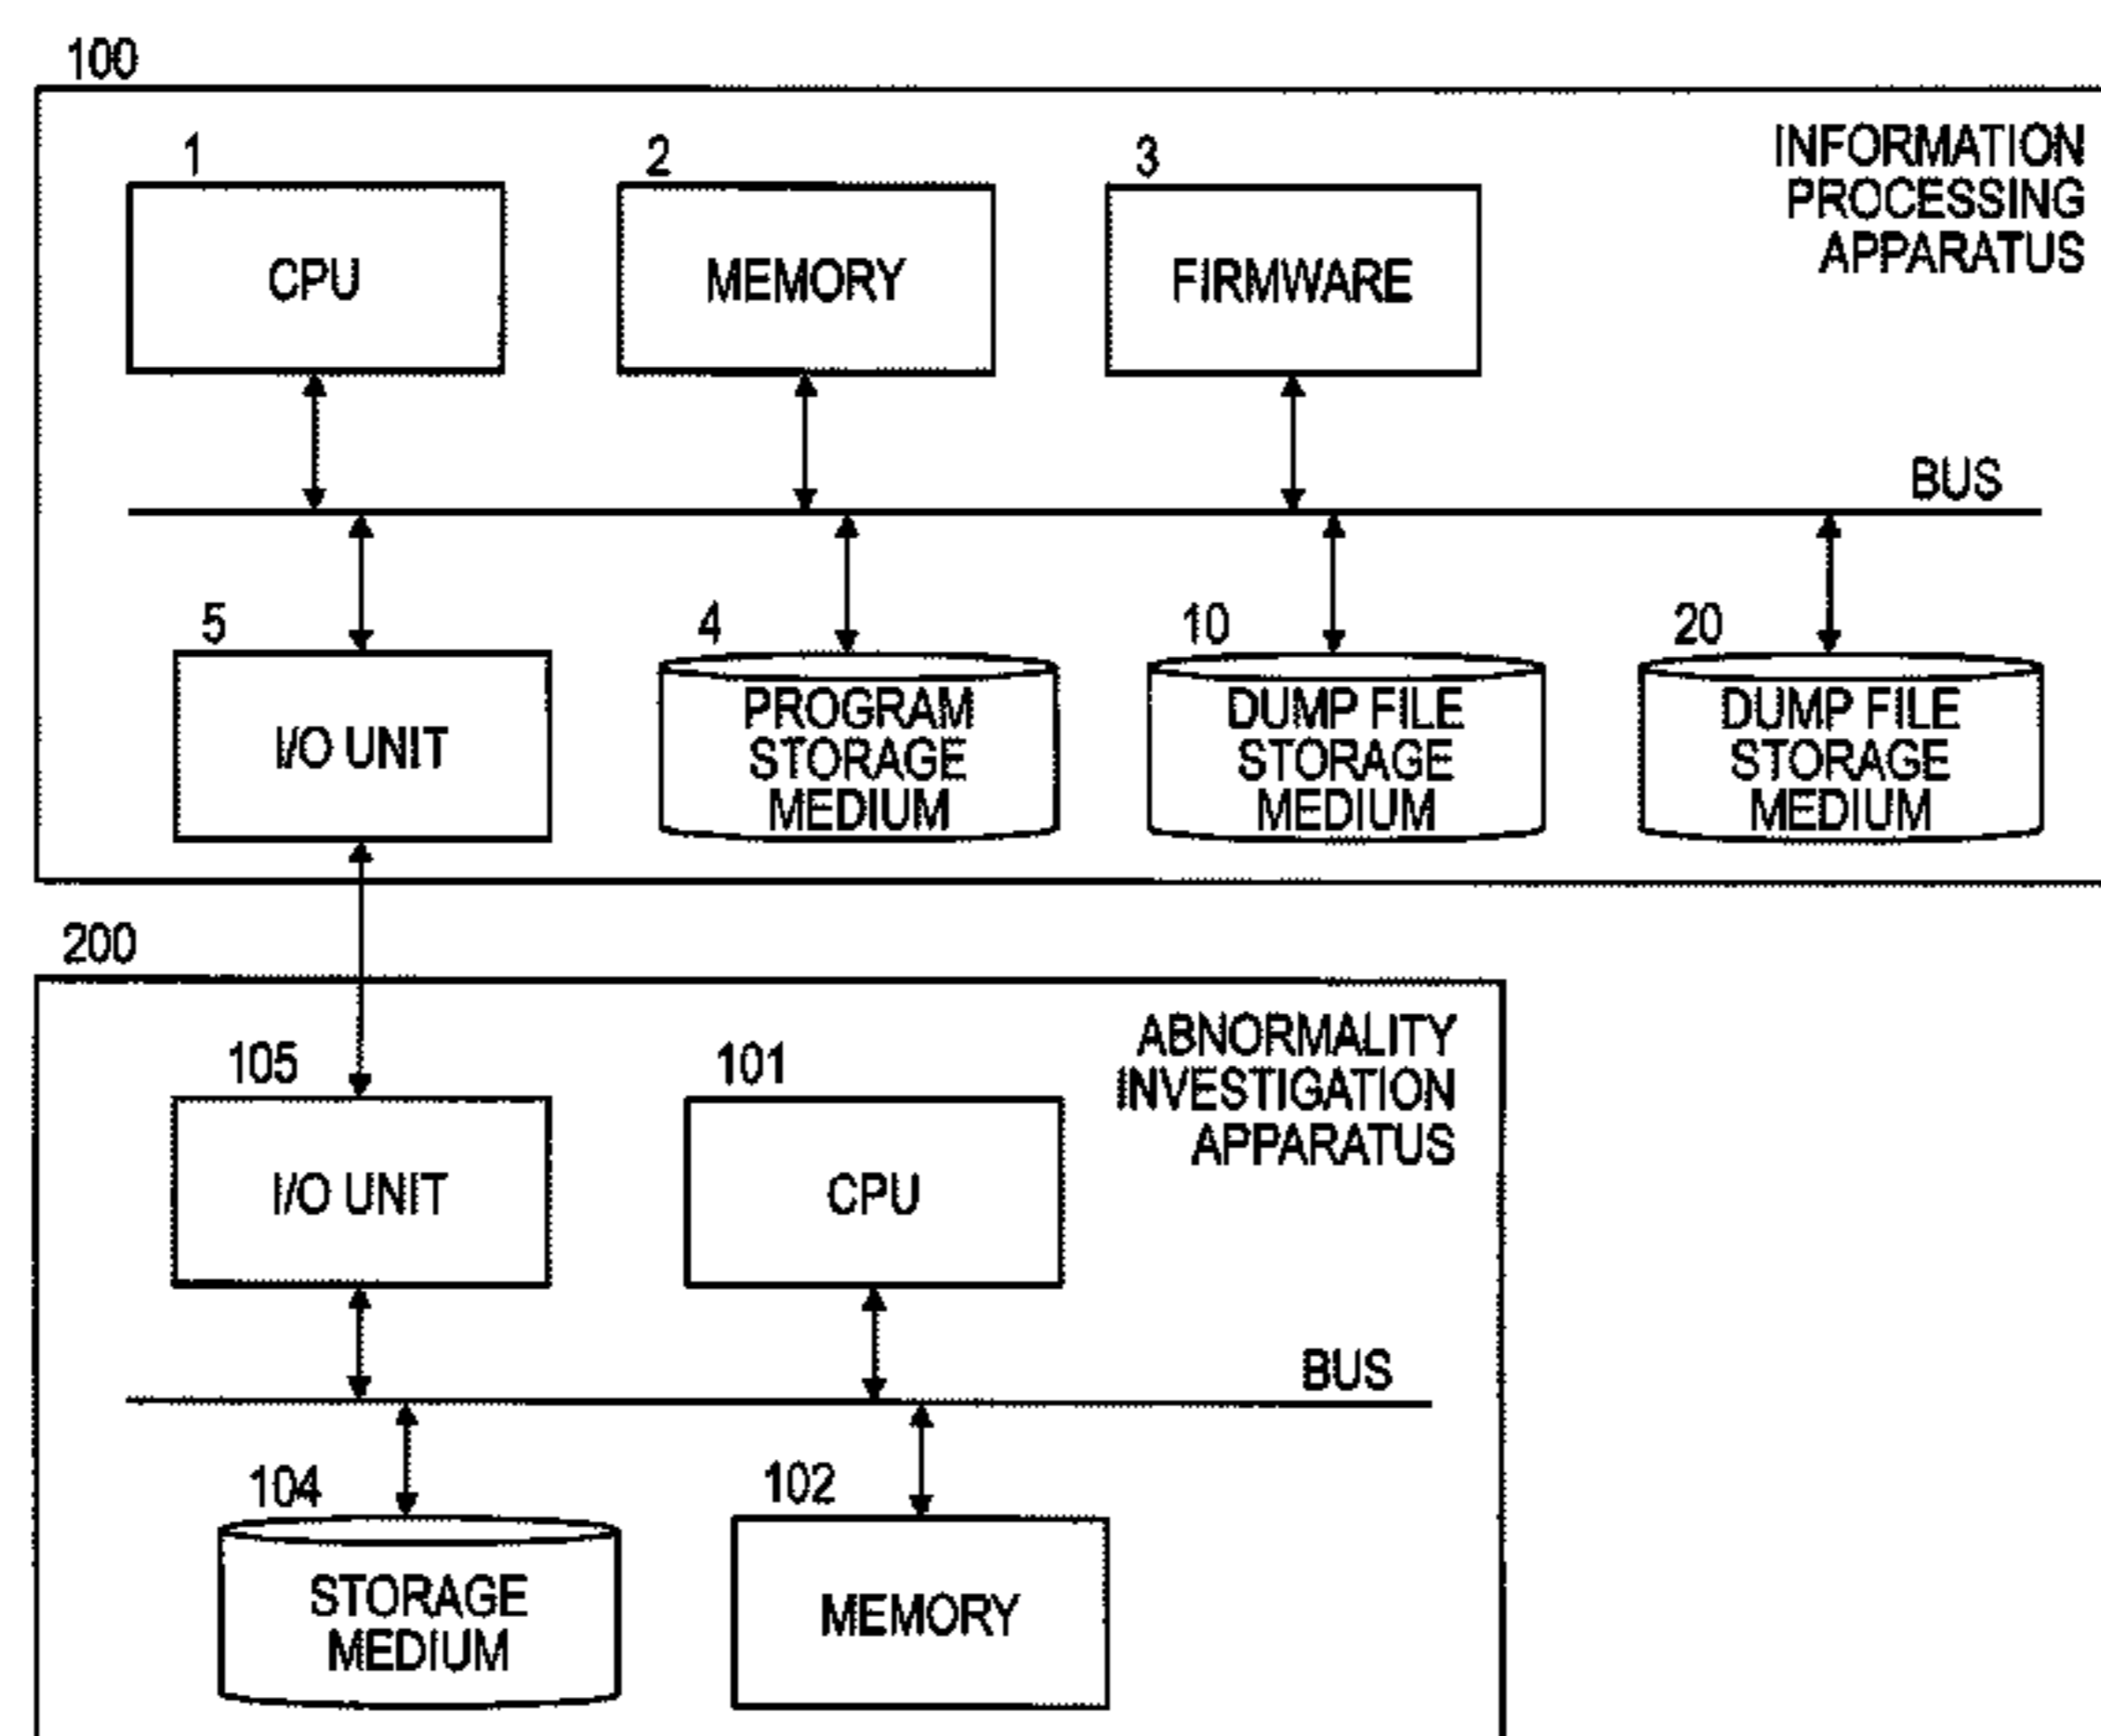 100
INFORMATION
PROCESSING
APPARATUS
1
2
3
CPU
MEMORY
FIRMWARE
BUS
5
4
10
20
I/O UNIT
PROGRAM
STORAGE
MEDIUM
DUMP FILE
STORAGE
MEDIUM
DUMP FILE
STORAGE
MEDIUM
200
ABNORMALITY
INVESTIGATION
APPARATUS
105
101
I/O UNIT
CPU
BUS
104
102
STORAGE
MEDIUM
MEMORY